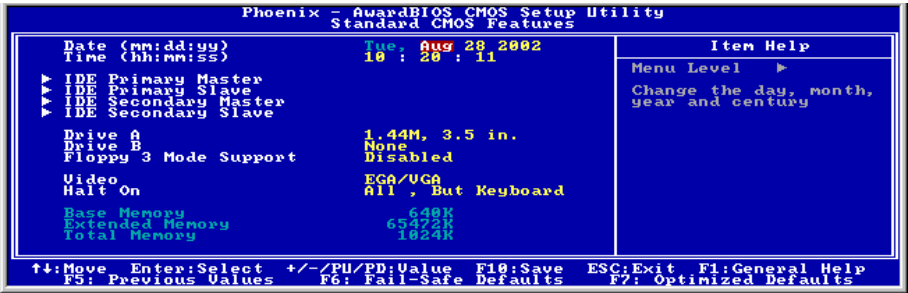 Phoenix - AwardBIOS CMOS Setup Utility
Standard CMOS Features
Date (mm:dd:yy) Tue, Aug 28 2002
Time (hh:mm:ss) 10 : 20 : 11
IDE Primary Master
IDE Primary Slave
IDE Secondary Master
IDE Secondary Slave
Drive A 1.44M, 3.5 in.
Drive B None
Floppy 3 Mode Support Disabled
Video EGA/VGA
Halt On All , But Keyboard
Base Memory 640K
Extended Memory 65472K
Total Memory 1024K
Item Help
Menu Level ►
Change the day, month,
year and century
↑↓:Move Enter:Select +/-/PU/PD:Value F10:Save ESC:Exit F1:General Help
F5: Previous Values F6: Fail-Safe Defaults F7: Optimized Defaults